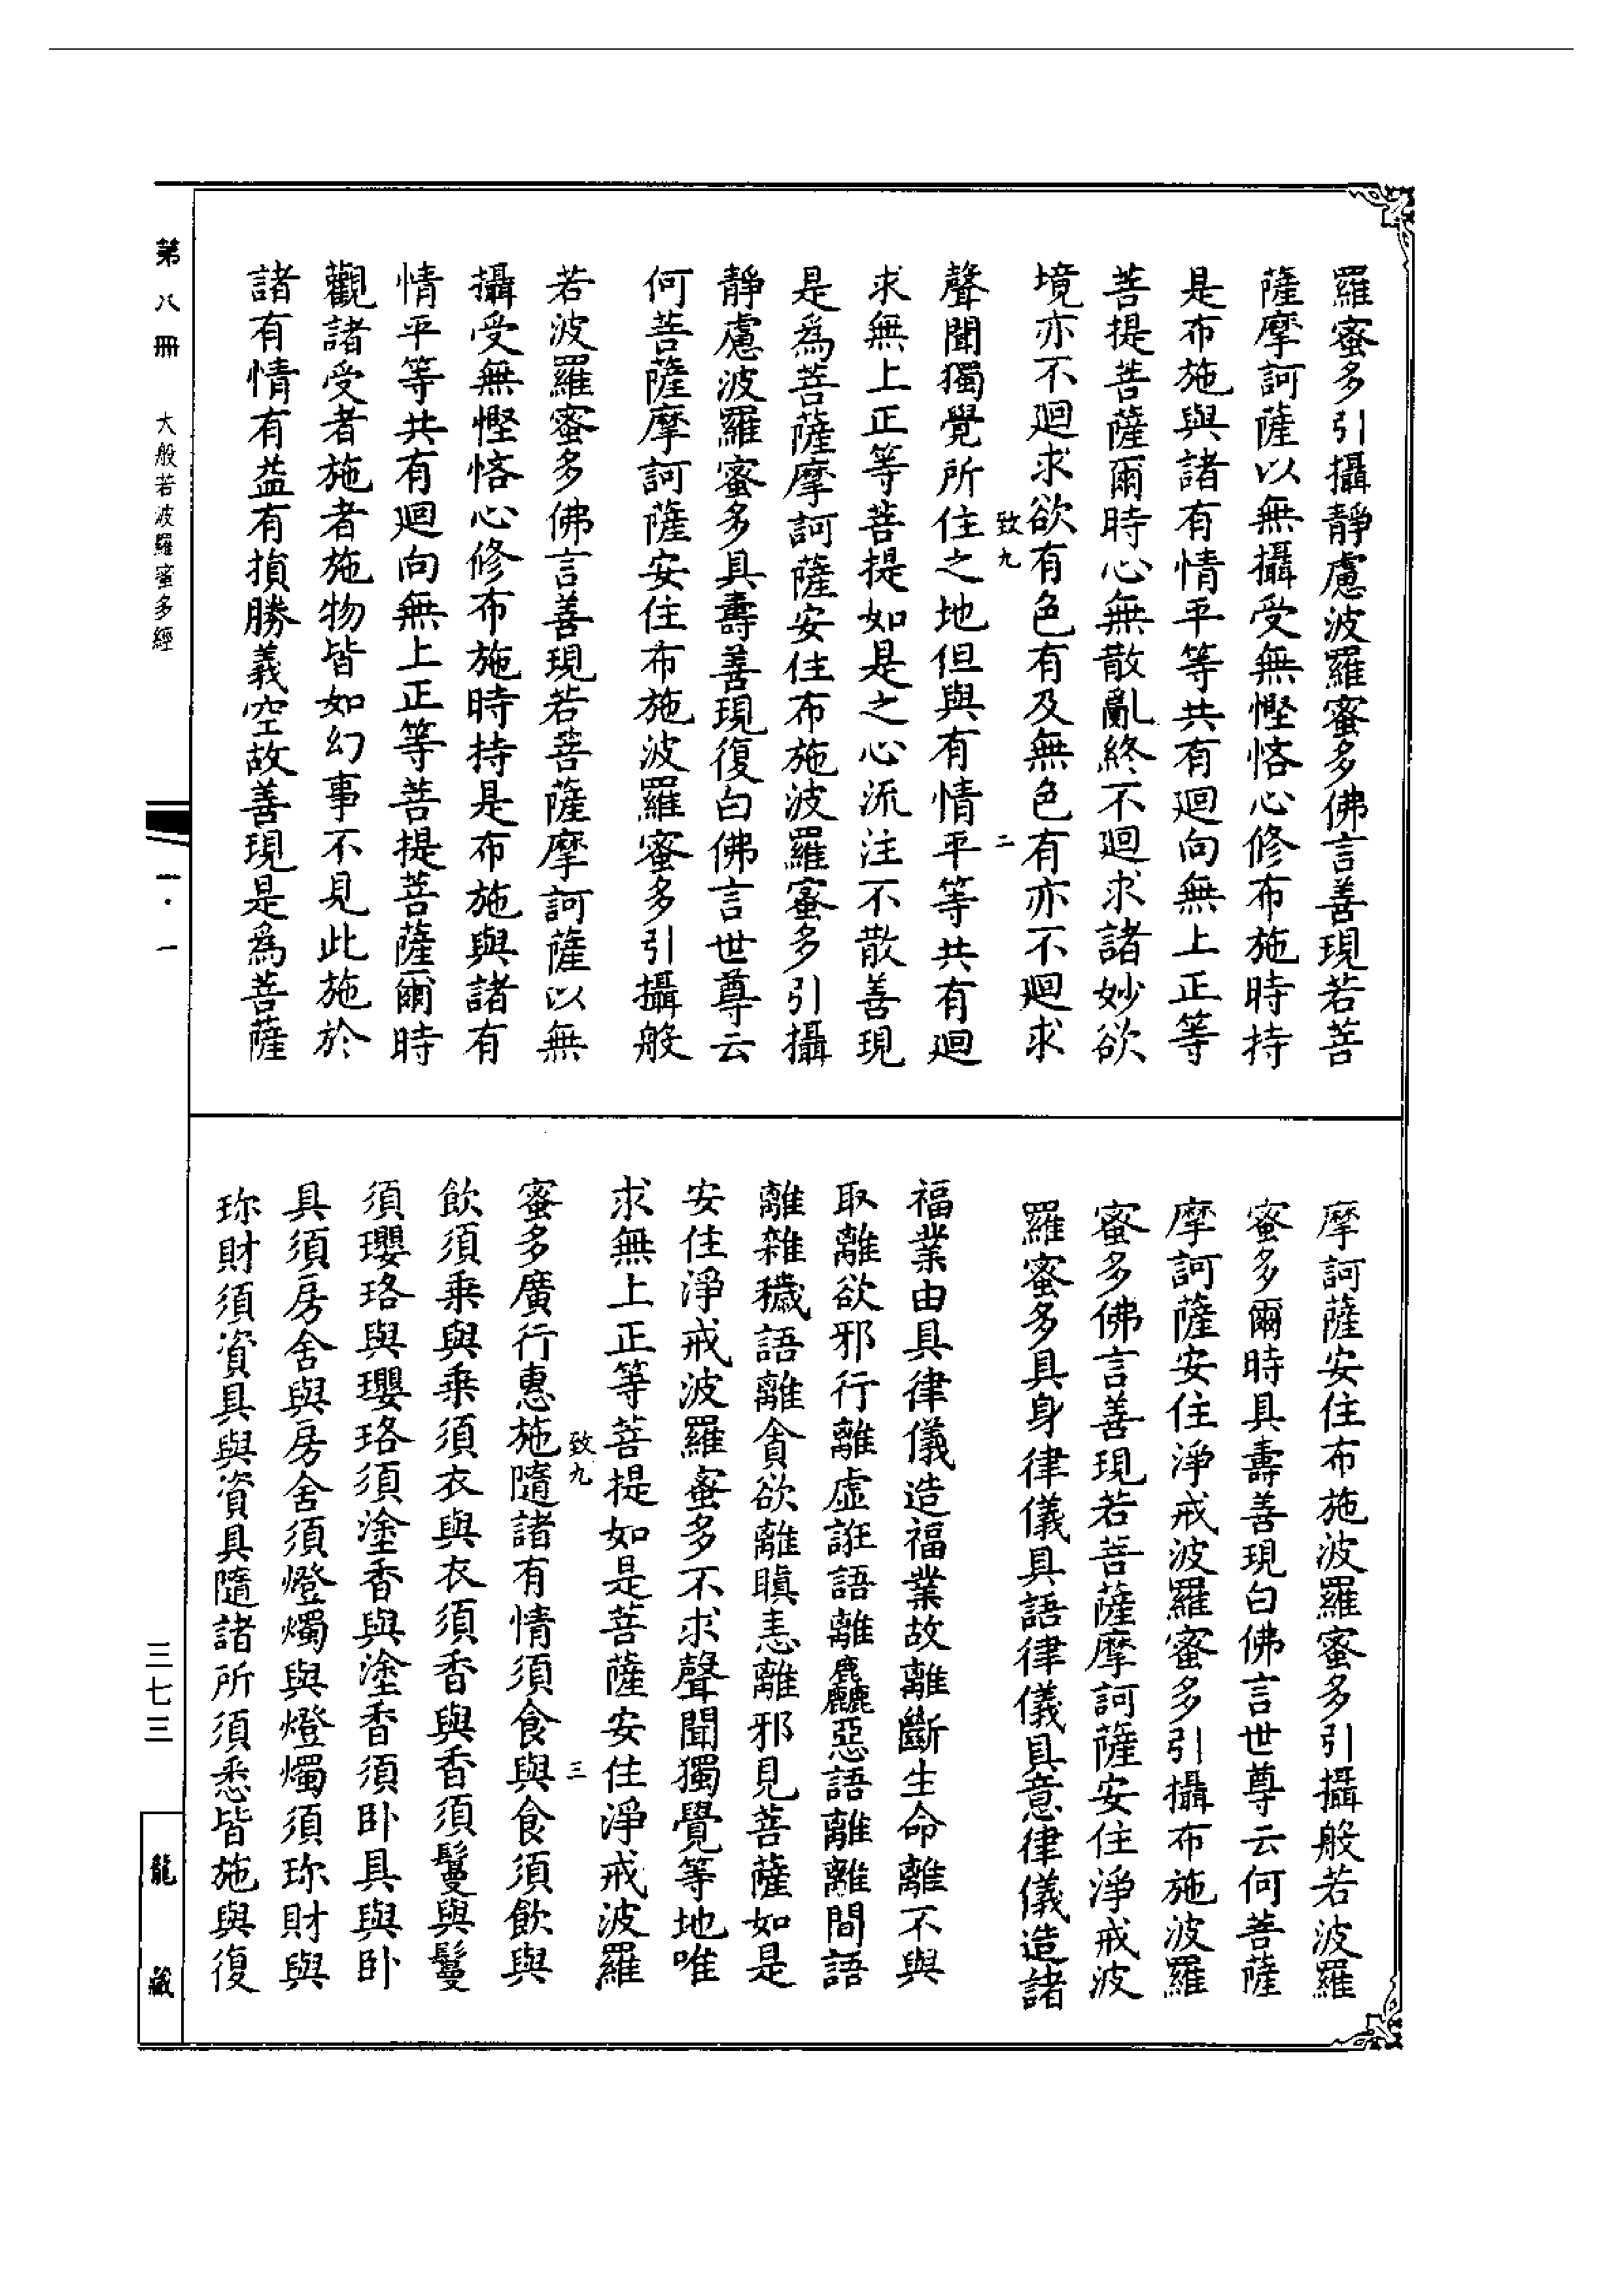 羅蜜多引攝靜慮波羅蜜多佛言善現若菩
薩摩訶薩以無攝受無慳悋心修布施時持
是布施與諸有情平等共有廻向無上正等
菩提菩薩爾時心無散亂終不廻求諸妙欲
境亦不廻求欲有色有及無色有亦不廻求
致九 二
聲聞獨覺所住之地但與有情平等共有廻
求無上正等菩提如是之心流注不散善現
是為菩薩摩訶薩安住布施波羅蜜多引攝
靜慮波羅蜜多具壽善現復白佛言世尊云
何菩薩摩訶薩安住布施波羅蜜多引攝般
若波羅蜜多佛言善現若菩薩摩訶薩以無
攝受無慳悋心修布施時持是布施與諸有
情平等共有廻向無上正等菩提菩薩爾時
觀諸受者施者施物皆如幻事不見此施於
諸有情有益有損勝義空故善現是為菩薩
摩訶薩安住布施波羅蜜多引攝般若波羅
蜜多爾時具壽善現白佛言世尊云何菩薩
摩訶薩安住淨戒波羅蜜多引攝布施波羅
蜜多佛言善現若菩薩摩訶薩安住淨戒波
羅蜜多具身律儀具語律儀具意律儀造諸
福業由具律儀造福業故離斷生命離不與
取離欲邪行離虛誑語離麤惡語離離間語
離雜穢語離貪欲離瞋恚離邪見菩薩如是
安住淨戒波羅蜜多不求聲聞獨覺等地唯
求無上正等菩提如是菩薩安住淨戒波羅
致九 三
蜜多廣行惠施隨諸有情須食與食須飲與
飲須乘與乘須衣與衣須香與香須鬘與鬘
須瓔珞與瓔珞須塗香與塗香須卧具與卧
具須房舍與房舍須燈燭與燈燭須珎財與
珎財須資具與資具隨諸所須悉皆施與復
第八冊 大般若波羅蜜多經 一·一
三七三
龍藏